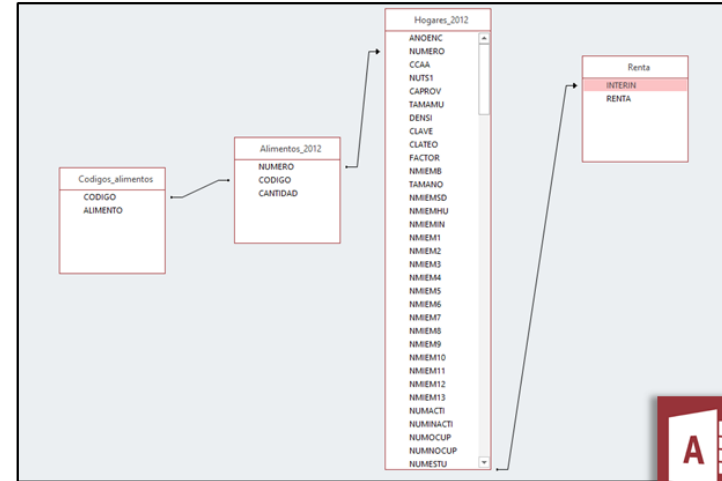 Codigos_alimentos
CODIGO
ALIMENTO
Alimentos_2012
NUMERO
CODIGO
CANTIDAD
Hogares_2012
ANOENC
NUMERO
CCAA
NUTS1
CAPROV
TAMAMU
DENSI
CLAVE
CLATEO
FACTOR
NMIEMB
TAMANO
NMIEMSD
NMIEMHU
NMIEMIN
NMIEM1
NMIEM2
NMIEM3
NMIEM4
NMIEM5
NMIEM6
NMIEM7
NMIEM8
NMIEM9
NMIEM10
NMIEM11
NMIEM12
NMIEM13
NUMACTI
NUMINACTI
NUMOCUP
NUMNOCUP
NUMESTU
Renta
INTERIN
RENTA
A